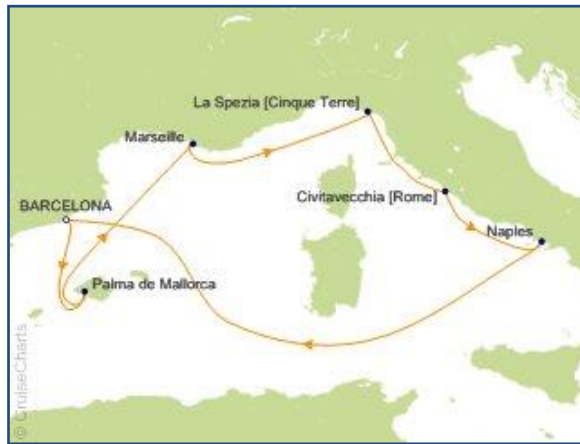 La Spezia [Cinque Terre]
Marseille
BARCELONA
Civitavecchia [Rome]
Naples
Palma de Mallorca
© CruiseCharts